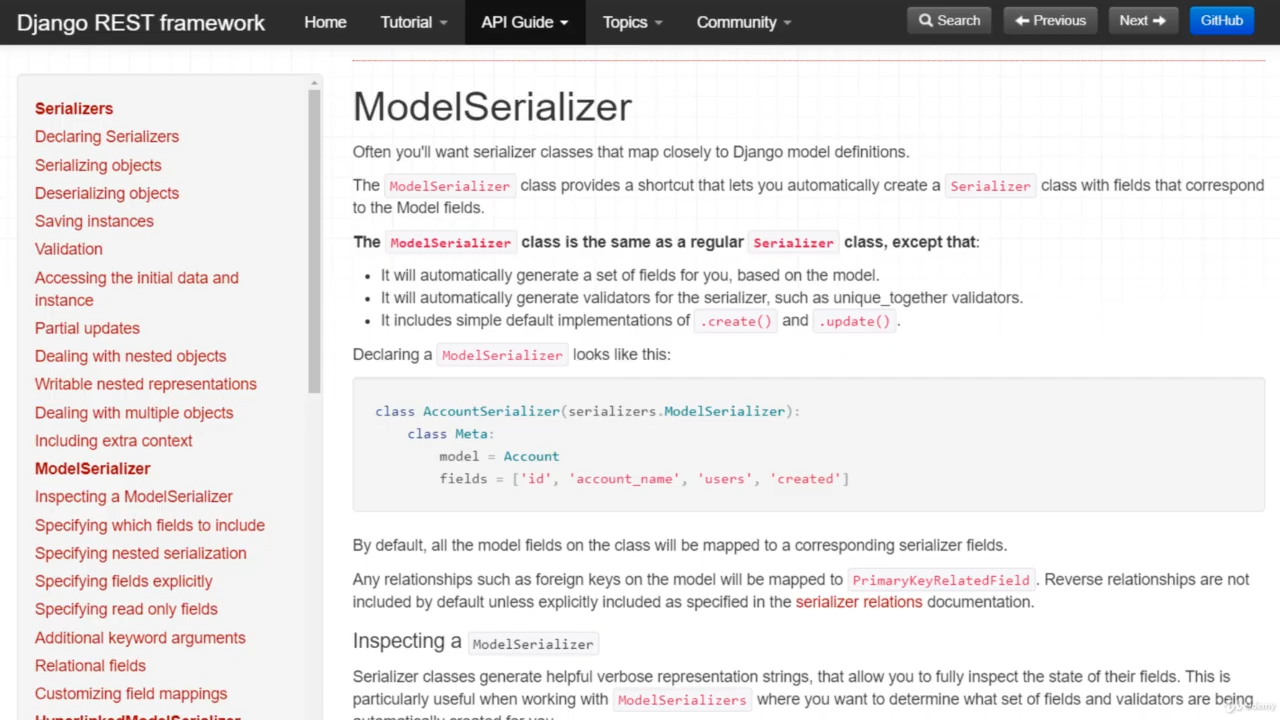 Django REST framework
Home
Tutorial
API Guide
Topics
Community
Search
Previous
Next
GitHub
Serializers
Declaring Serializers
Serializing objects
Deserializing objects
Saving instances
Validation
Accessing the initial data and
instance
Partial updates
Dealing with nested objects
Writable nested representations
Dealing with multiple objects
Including extra context
ModelSerializer
Inspecting a ModelSerializer
Specifying which fields to include
Specifying nested serialization
Specifying fields explicitly
Specifying read only fields
Additional keyword arguments
Relational fields
Customizing field mappings
HyperlinkedModelSerializer
ModelSerializer
Often you'll want serializer classes that map closely to Django model definitions.
The ModelSerializer class provides a shortcut that lets you automatically create a Serializer class with fields that correspond
to the Model fields.
The ModelSerializer class is the same as a regular Serializer class, except that:
• It will automatically generate a set of fields for you, based on the model.
• It will automatically generate validators for the serializer, such as unique_together validators.
• It includes simple default implementations of .create() and .update().
Declaring a ModelSerializer looks like this:
class AccountSerializer(serializers.ModelSerializer):
    class Meta:
        model = Account
        fields = ['id', 'account_name', 'users', 'created']
By default, all the model fields on the class will be mapped to a corresponding serializer fields.
Any relationships such as foreign keys on the model will be mapped to PrimaryKeyRelatedField. Reverse relationships are not
included by default unless explicitly included as specified in the serializer relations documentation.
Inspecting a ModelSerializer
Serializer classes generate helpful verbose representation strings, that allow you to fully inspect the state of their fields. This is
particularly useful when working with ModelSerializers where you want to determine what set of fields and validators are being
automatically created for you.
Udemy